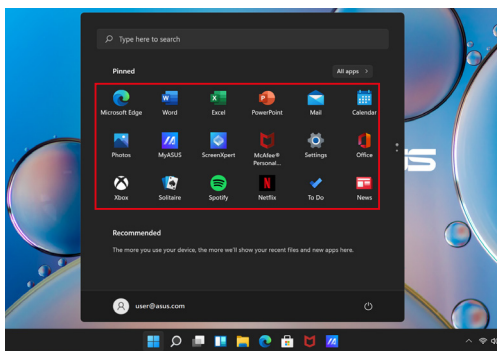 Type here to search
Pinned
All apps >
Microsoft Edge Word Excel PowerPoint Mail Calendar
Photos MyASUS ScreenXpert McAfee® Settings Office
Personal...
Xbox Solitaire Spotify Netflix To Do News
Recommended
The more you use your device, the more we'll show your recent files and new apps here.
user@asus.com